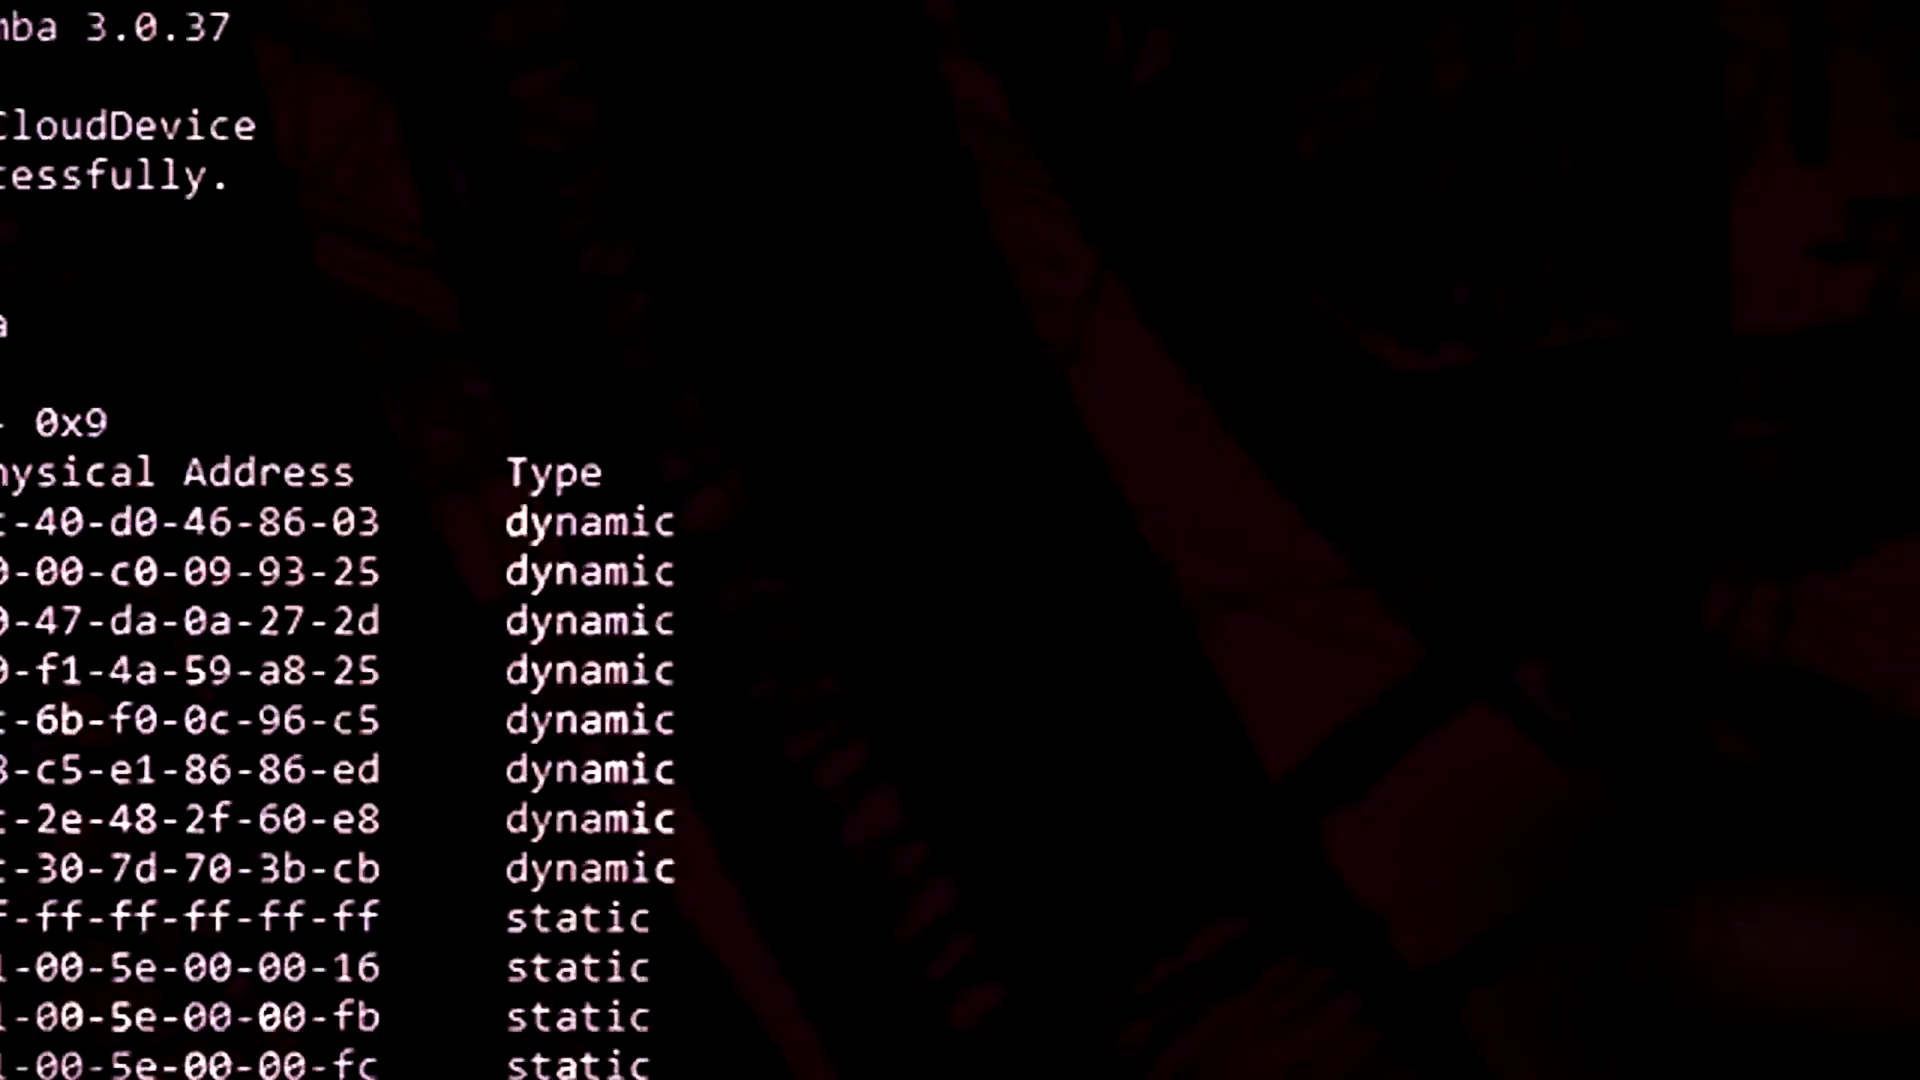 mba 3.0.37
CloudDevice
cessfully.
a
- 0x9
hysical Address Type
-40-d0-46-86-03 dynamic
0-00-c0-09-93-25 dynamic
0-47-da-0a-27-2d dynamic
0-f1-4a-59-a8-25 dynamic
-6b-f0-0c-96-c5 dynamic
8-c5-e1-86-86-ed dynamic
-2e-48-2f-60-e8 dynamic
-30-7d-70-3b-cb dynamic
f-ff-ff-ff-ff-ff static
1-00-5e-00-00-16 static
1-00-5e-00-00-fb static
1-00-5e-00-00-fc static